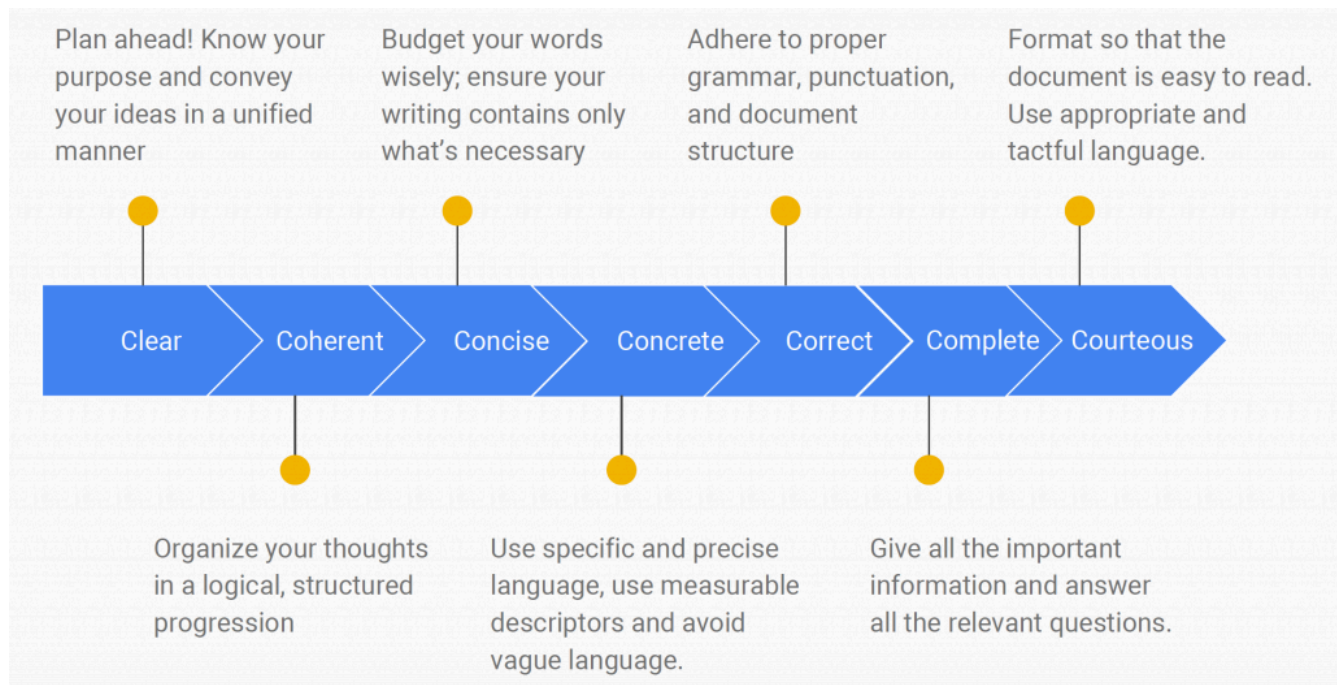 Plan ahead! Know your
purpose and convey
your ideas in a unified
manner
Budget your words
wisely; ensure your
writing contains only
what's necessary
Adhere to proper
grammar, punctuation,
and document
structure
Format so that the
document is easy to read.
Use appropriate and
tactful language.
Clear
Coherent
Concise
Concrete
Correct
Complete
Courteous
Organize your thoughts
in a logical, structured
progression
Use specific and precise
language, use measurable
descriptors and avoid
vague language.
Give all the important
information and answer
all the relevant questions.